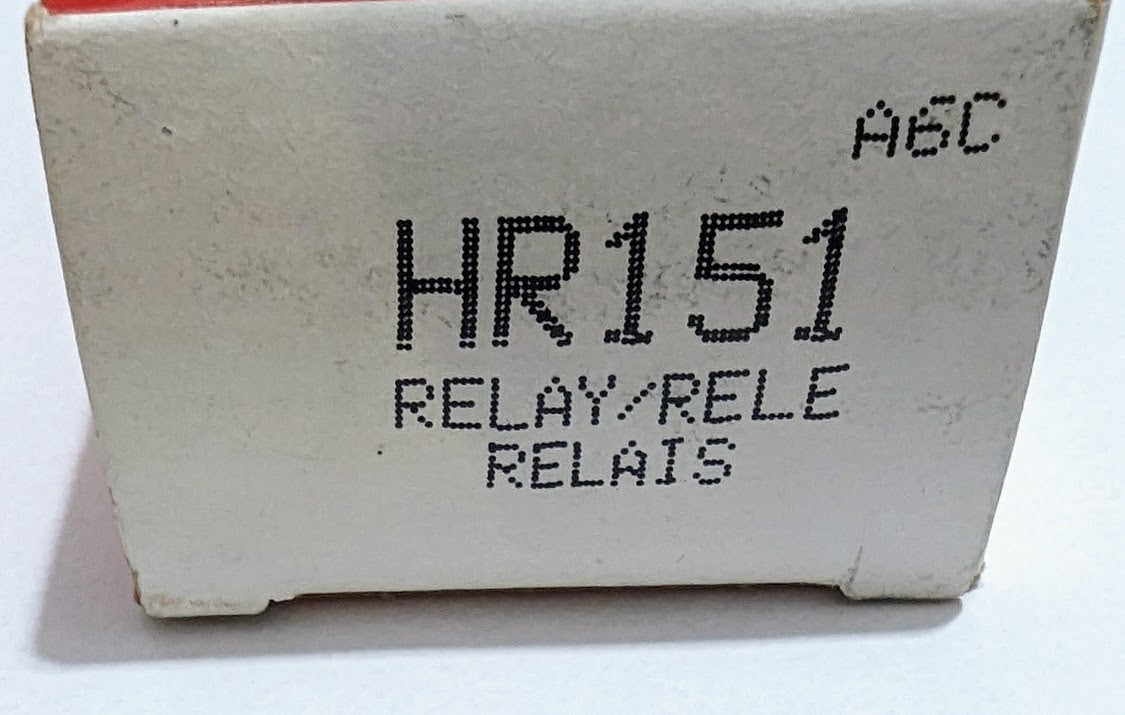 A6C
HR151
RELAY/RELE
RELAIS